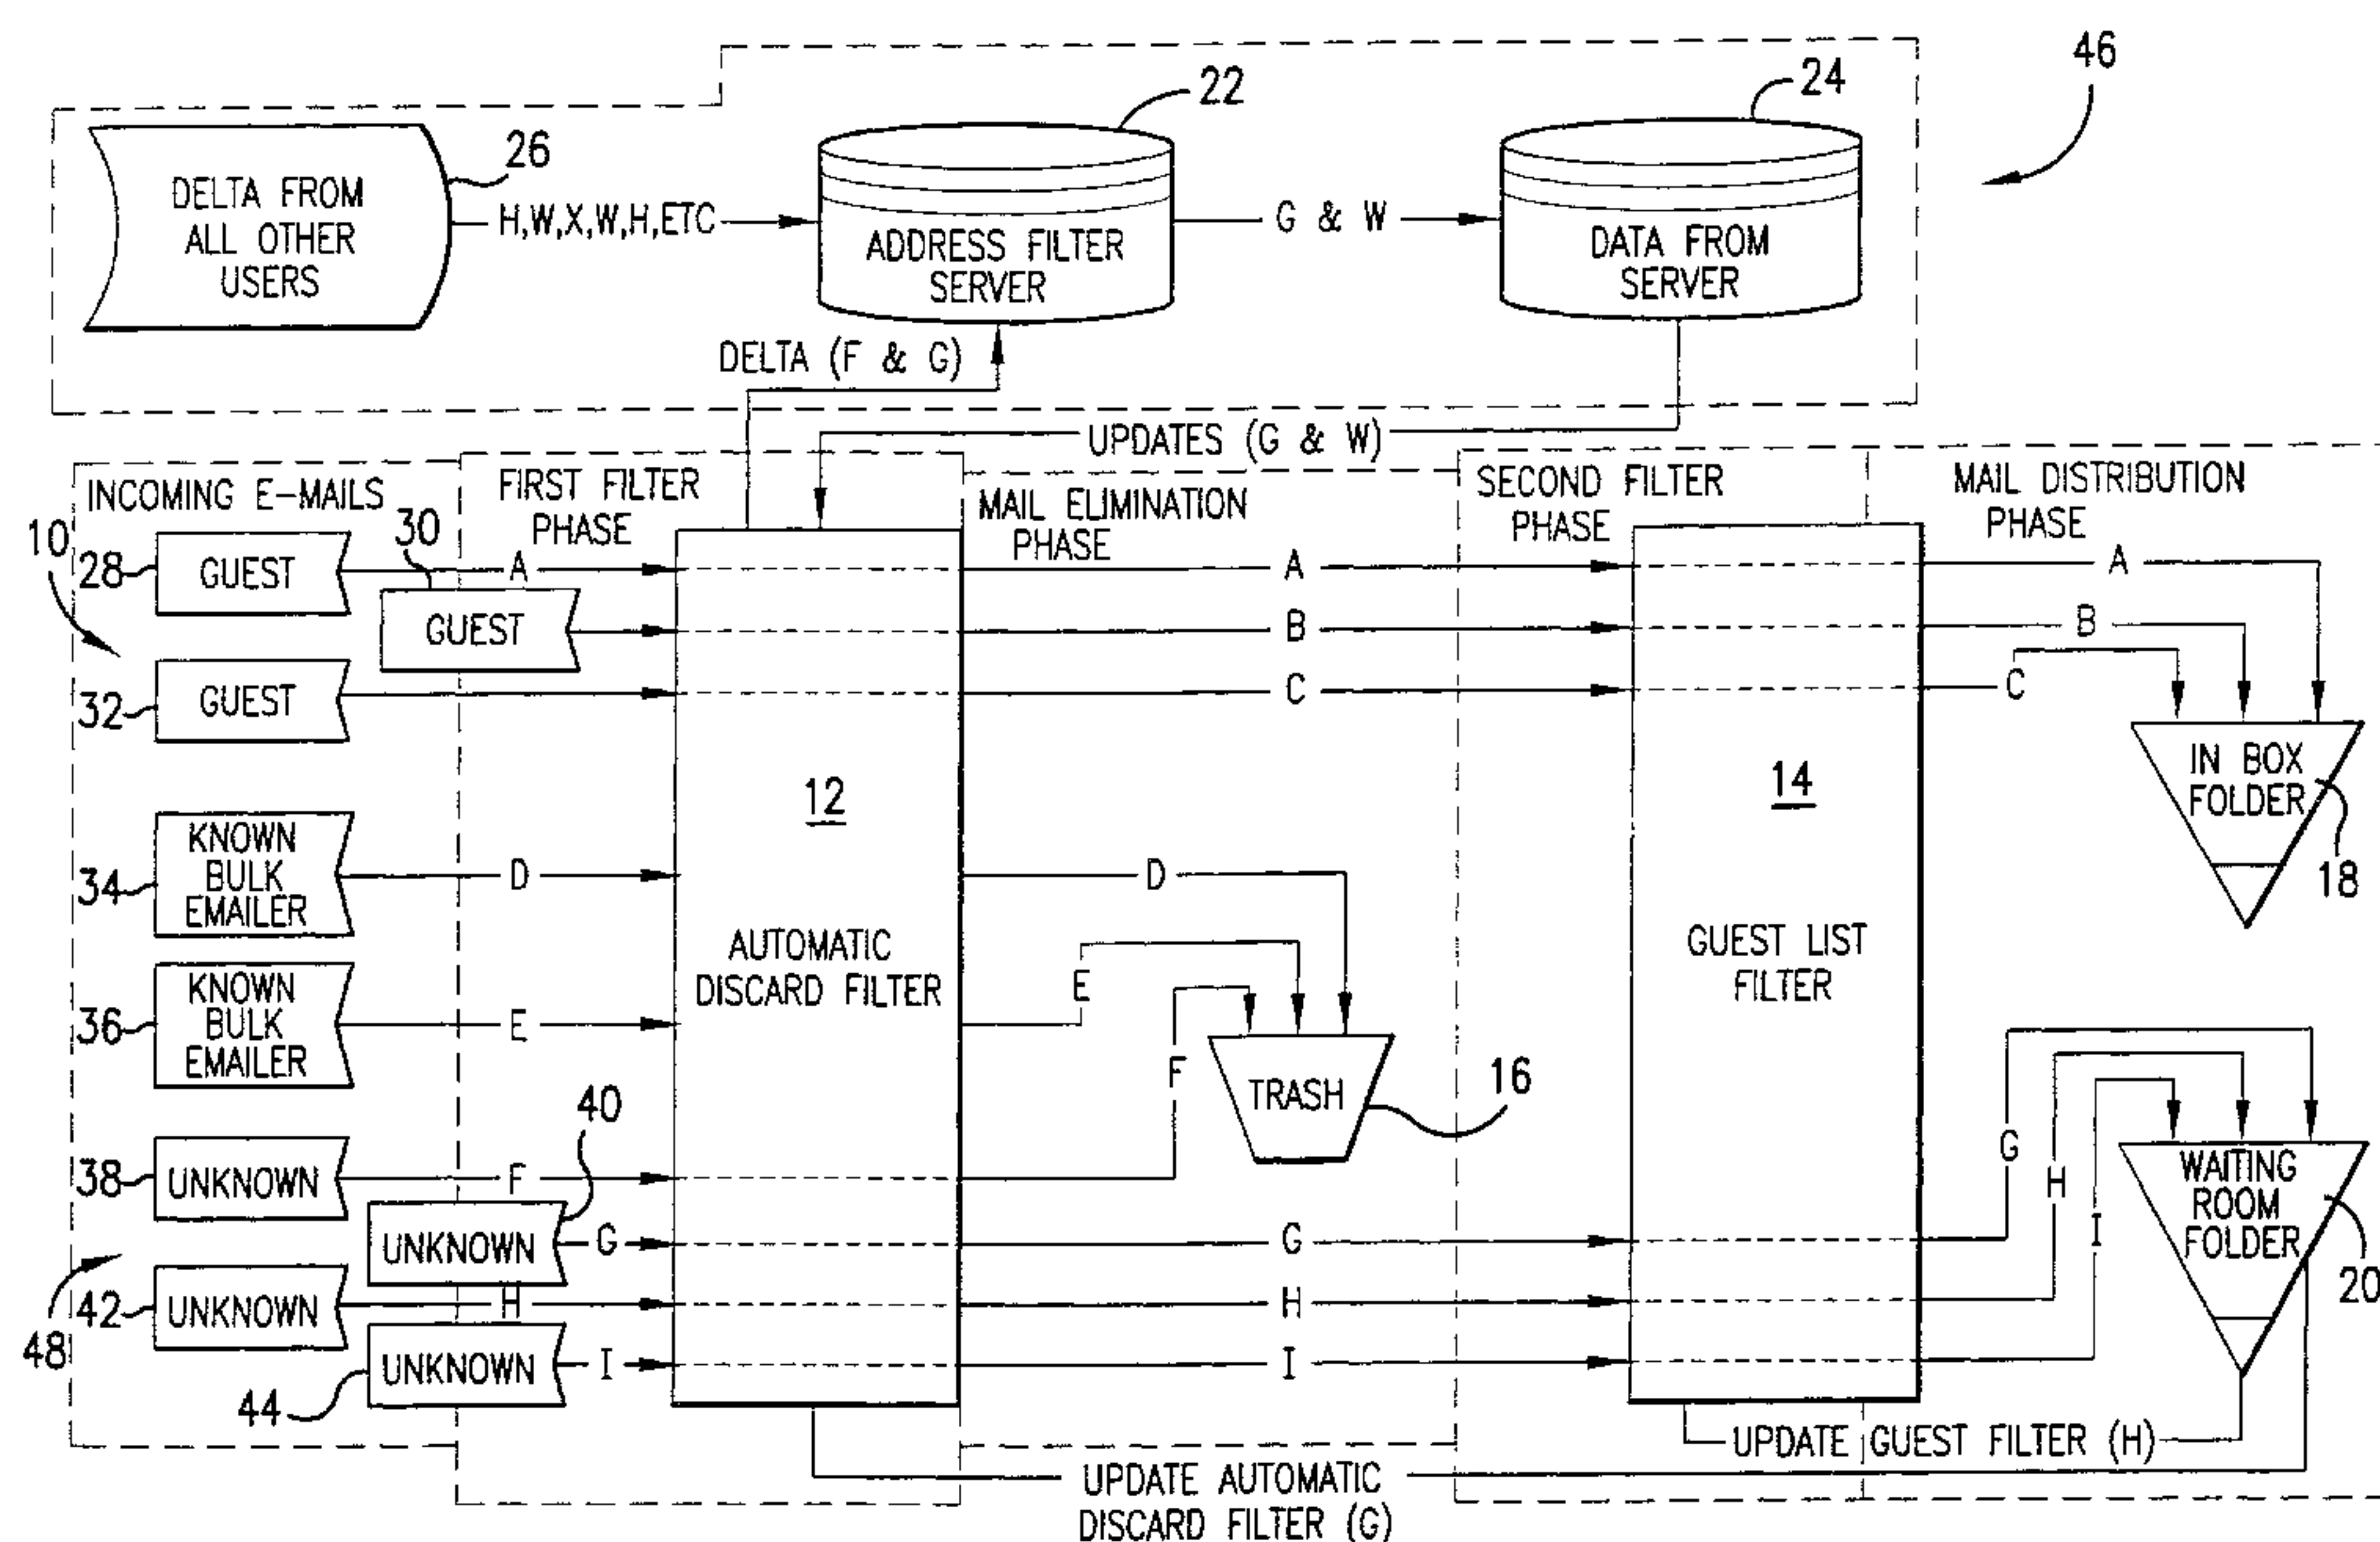 46
22
24
26
DELTA FROM
ALL OTHER
USERS
H,W,X,W,H,ETC
ADDRESS FILTER
SERVER
G & W
DATA FROM
SERVER
DELTA (F & G)
UPDATES (G & W)
INCOMING E-MAILS
FIRST FILTER
PHASE
MAIL ELIMINATION
PHASE
SECOND FILTER
PHASE
MAIL DISTRIBUTION
PHASE
10
28
GUEST
A
A
A
30
GUEST
B
B
32
GUEST
C
C
12
14
IN BOX
FOLDER
18
34
KNOWN
BULK
EMAILER
D
D
AUTOMATIC
DISCARD FILTER
GUEST LIST
FILTER
36
KNOWN
BULK
EMAILER
E
E
F
TRASH
16
38
UNKNOWN
F
40
UNKNOWN
G
G
G
48
42
UNKNOWN
H
H
H
44
UNKNOWN
I
I
I
WAITING
ROOM
FOLDER
20
UPDATE GUEST FILTER (H)
UPDATE AUTOMATIC
DISCARD FILTER (G)